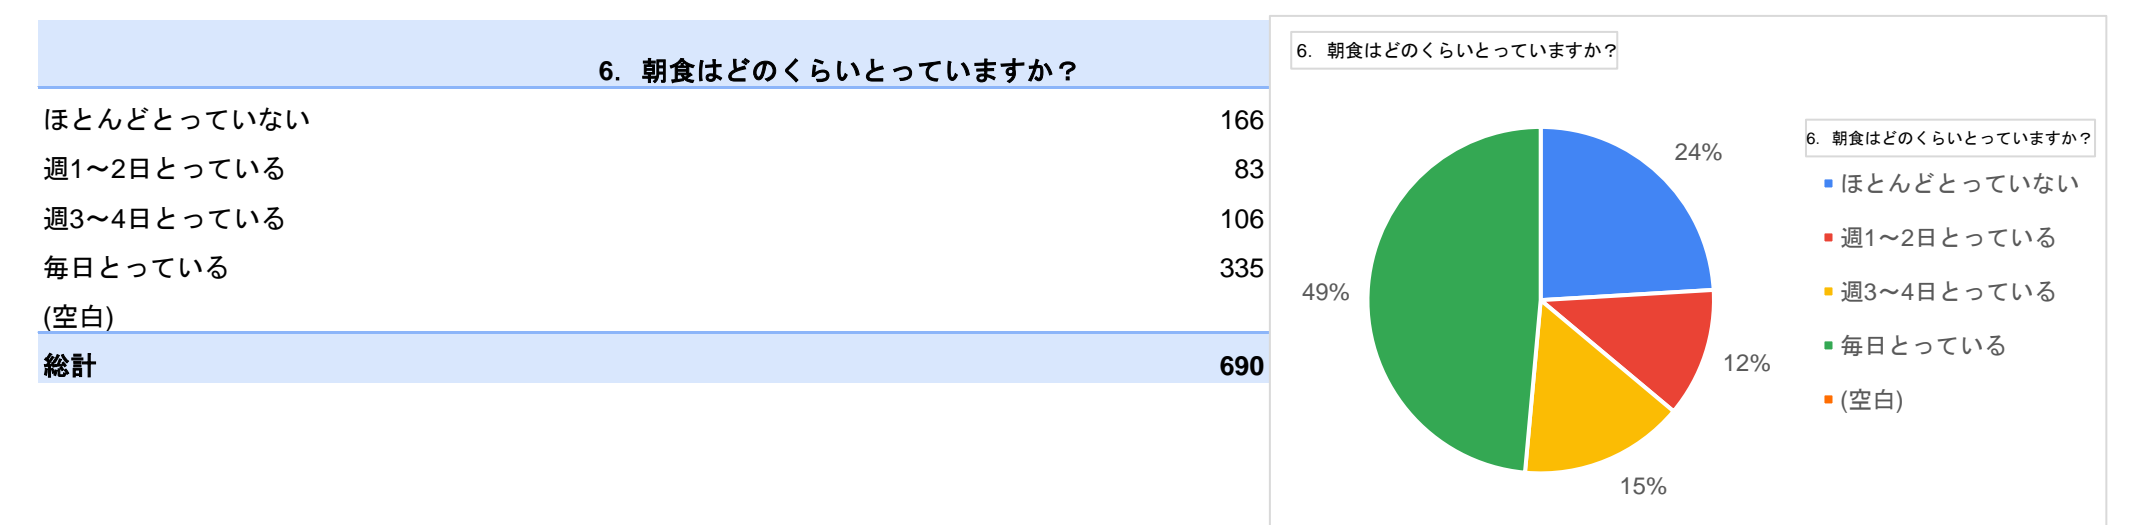 6. 朝食はどのくらいとっていますか？
ほとんどとっていない 166
週1～2日とっている 83
週3～4日とっている 106
毎日とっている 335
(空白)
総計 690
6. 朝食はどのくらいとっていますか？
24%
12%
15%
49%
6. 朝食はどのくらいとっていますか？
ほとんどとっていない
週1～2日とっている
週3～4日とっている
毎日とっている
(空白)